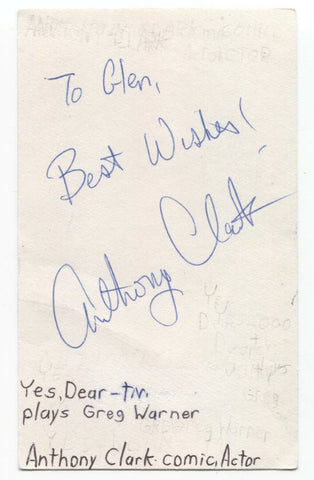 To Glen,
Best Wishes!
Anthony Clark
Yes, Dear - tv.
plays Greg Warner
Anthony Clark. comic, Actor